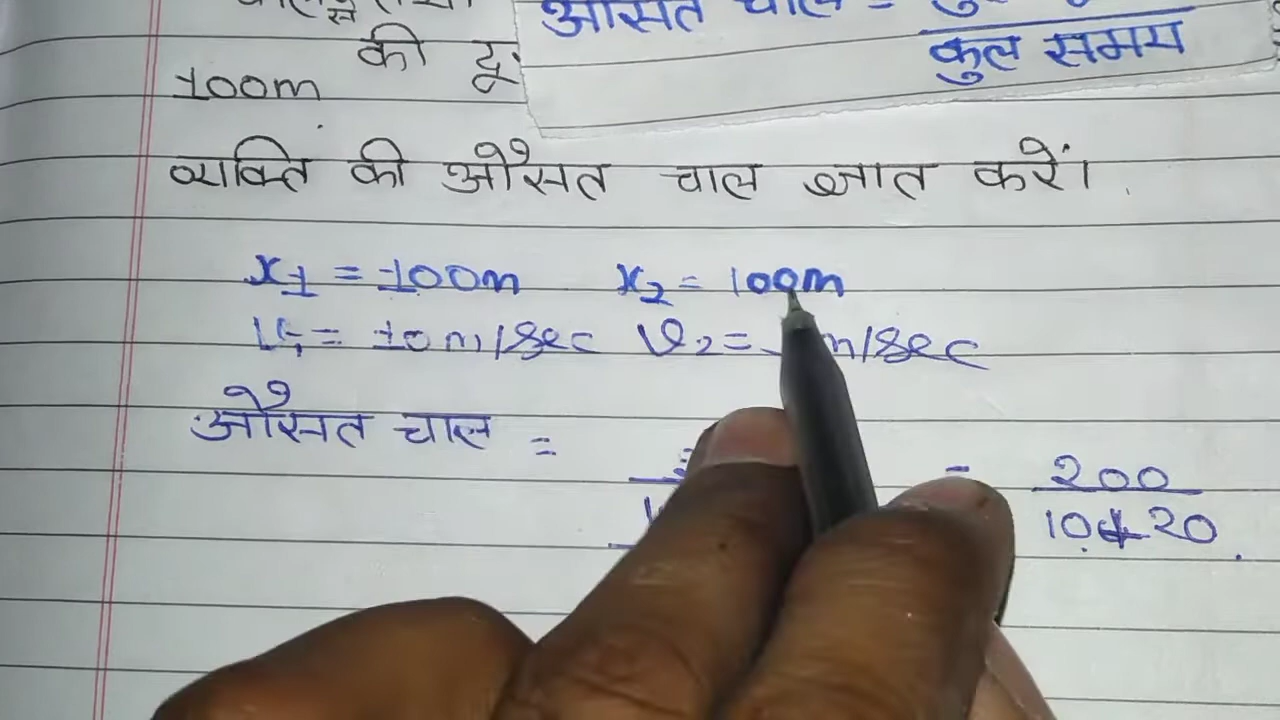 औसत चाल =
कुल समय
की
100m
व्यक्ति की औसत चाल ज्ञात करें।
x1 = 100m x2 = 100m
V1 = 10m/sec V2 = m/sec
औसत चाल = = 200
10+20